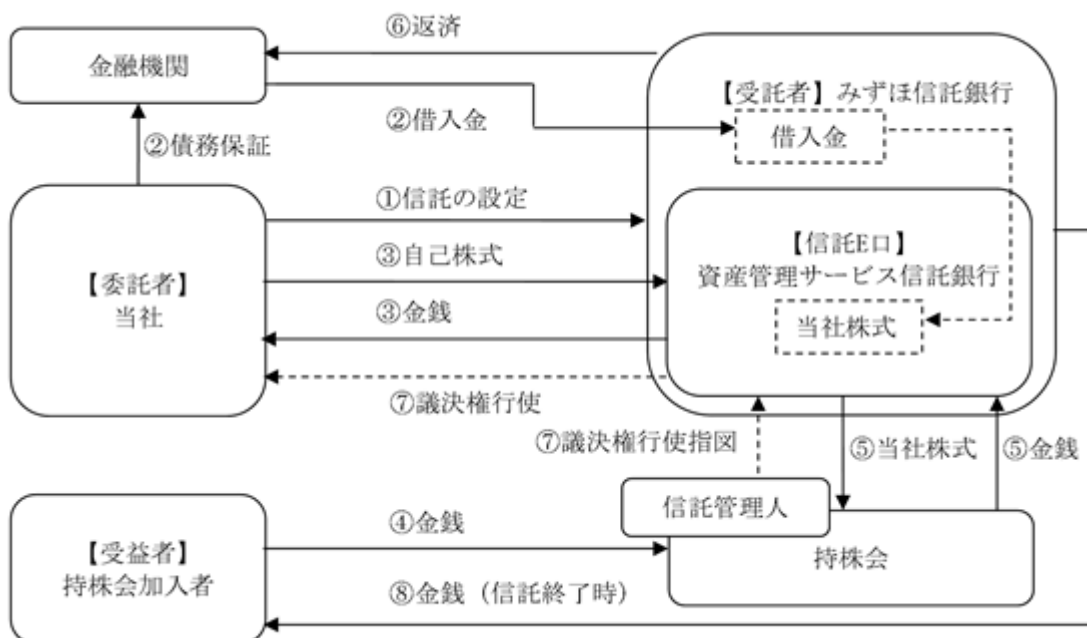 ⑥返済
金融機関
【受託者】みずほ信託銀行
②借入金
借入金
②債務保証
①信託の設定
【信託E口】
資産管理サービス信託銀行
③自己株式
【委託者】
当社
③金銭
当社株式
⑦議決権行使
⑦議決権行使指図
⑤当社株式
⑤金銭
信託管理人
④金銭
【受益者】
持株会加入者
持株会
⑧金銭（信託終了時）